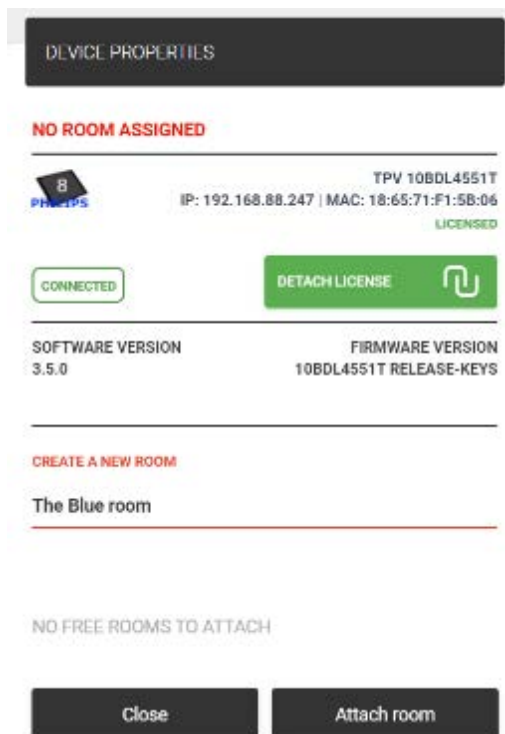 DEVICE PROPERTIES
NO ROOM ASSIGNED
8
PHILIPS
TPV 10BDL4551T
IP: 192.168.88.247 | MAC: 18:65:71:F1:5B:06
LICENSED
CONNECTED
DETACH LICENSE
SOFTWARE VERSION
FIRMWARE VERSION
3.5.0
10BDL4551T RELEASE-KEYS
CREATE A NEW ROOM
The Blue room
NO FREE ROOMS TO ATTACH
Close
Attach room